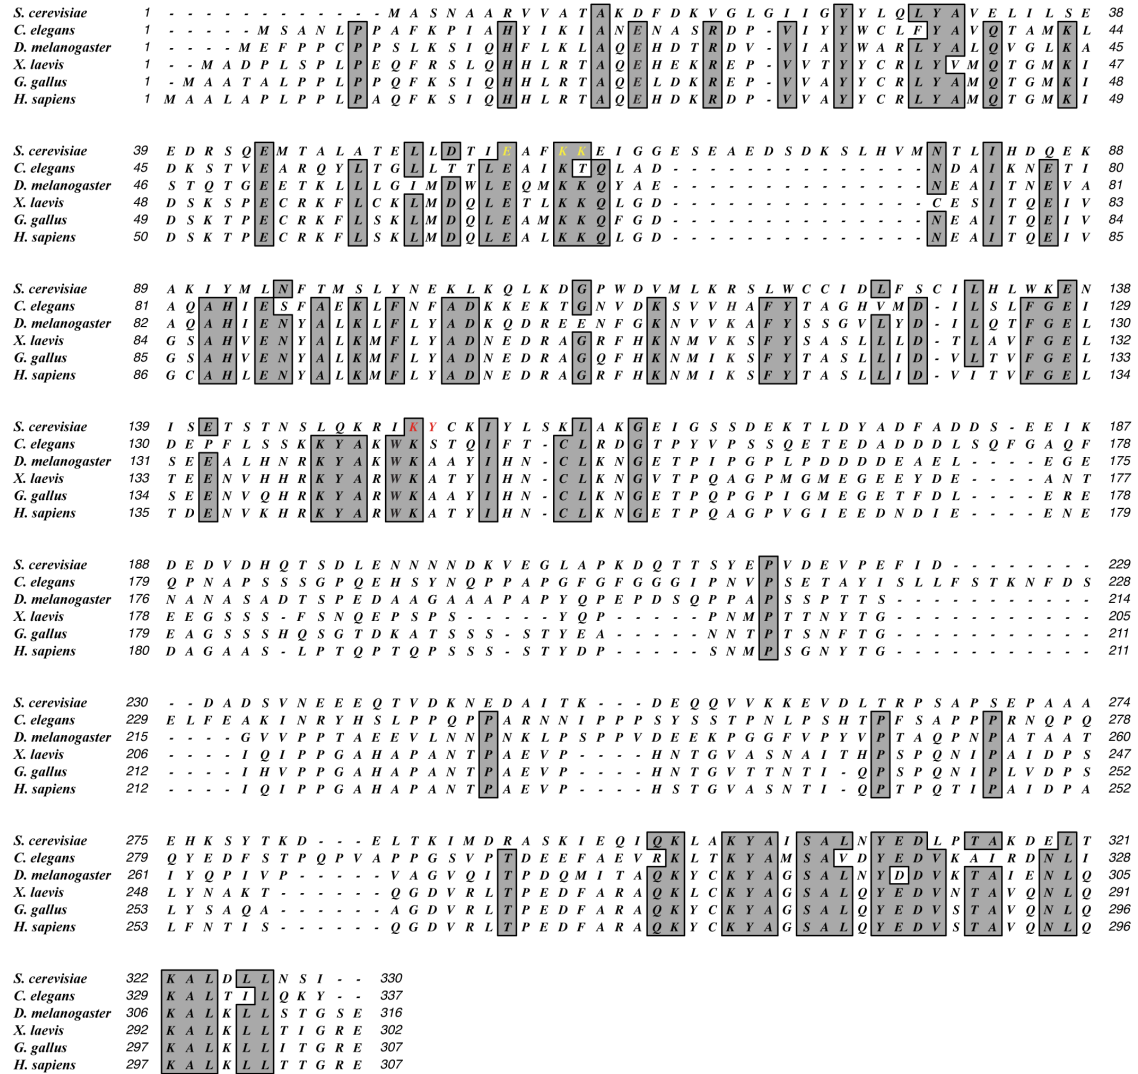 S. cerevisiae 1 - - - - - - - - - - - - M A S N A A R V V A T A K D F D K V G L G I I G Y Y L Q L Y A V E L I L S E 38
C. elegans 1 - - - - - M S A N L P P A F K P I A H Y I K I A N E N A S R D P - V I Y Y W C L F Y A V Q T A M K L 44
D. melanogaster 1 - - - - M E F P P C P P S L K S I Q H F L K L A Q E H D T R D V - V I A Y W A R L Y A L Q V G L K A 45
X. laevis 1 - - M A D P L S P L P E Q F R S L Q H H L R T A Q E H E K R E P - V V T Y Y C R L Y V M Q T G M K I 47
G. gallus 1 - M A A T A L P P L P E Q F K S I Q H H L R T A Q E L D K R E P - V V A Y Y C R L Y A M Q T G M K I 48
H. sapiens 1 M A A L A P L P P L P A Q F K S I Q H H L R T A Q E H D K R D P - V V A Y Y C R L Y A M Q T G M K I 49
S. cerevisiae 39 E D R S Q E M T A L A T E L L D T I E A F K K E I G G E S E A E D S D K S L H V M N T L I H D Q E K 88
C. elegans 45 D K S T V E A R Q Y L T G L L T T L E A I K T Q L A D - - - - - - - - - - - - - - N D A I K N E T I 80
D. melanogaster 46 S T Q T G E E T K L L L G I M D W L E Q M K K Q Y A E - - - - - - - - - - - - - - N E A I T N E V A 81
X. laevis 48 D S K S P E C R K F L C K L M D Q L E T L K K Q L G D - - - - - - - - - - - - - - C E S I T Q E I V 83
G. gallus 49 D S K T P E C R K F L S K L M D Q L E A M K K Q F G D - - - - - - - - - - - - - - N E A I T Q E I V 84
H. sapiens 50 D S K T P E C R K F L S K L M D Q L E A L K K Q L G D - - - - - - - - - - - - - - N E A I T Q E I V 85
S. cerevisiae 89 A K I Y M L N F T M S L Y N E K L K Q L K D G P W D V M L K R S L W C C I D L F S C I L H L W K E N 138
C. elegans 81 A Q A H I E S F A E K L F N F A D K K E K T G N V D K S V V H A F Y T A G H V M D - I L S L F G E I 129
D. melanogaster 82 A Q A H I E N Y A L K L F L Y A D K Q D R E E N F G K N V V K A F Y S S G V L Y D - I L Q T F G E L 130
X. laevis 84 G S A H V E N Y A L K M F L Y A D N E D R A G R F H K N M V K S F Y S A S L L L D - L T A V F G E L 132
G. gallus 85 G S A H V E N Y A L K M F L Y A D N E D R A G Q F H K N M I K S F Y T A S L L I D - V L T V F G E L 133
H. sapiens 86 G C A H L E N Y A L K M F L Y A D N E D R A G R F H K N M I K S F Y T A S L L I D - V I T V F G E L 134
S. cerevisiae 139 I S E T S T N S L Q K R I K Y C K I Y L S K L A K G E I G S S D E K T L D Y A D F A D D S E E I K 187
C. elegans 130 D E P F L S S K K Y A K W K S T Q I F T - C L R D G T P Y V P S S Q E T E D A D D L S Q F G A Q F 178
D. melanogaster 131 S E E A L H N R K Y A K W K A A Y I H N - C L K N G E T P I P G P L P D D D D E A E L - - - - E G E 175
X. laevis 133 T E E N V H H R K Y A R W K A A Y I H N - C L K N G V T P Q A G P M G M E G E E Y D E - - - - A N T 177
G. gallus 134 S E E N V Q H R K Y A R W K A A Y I H N - C L K N G E T P Q P G P I G M E G E T F D L - - - - E R E 178
H. sapiens 135 T D E N V K H R K Y A R W K A T Y I H N - C L K N G E T P Q A G P V G I E E D N D I E - - - - E N E 179
S. cerevisiae 188 D E D V D H Q T S D L E N N N N D K V E G L A P K D Q T T S Y E P V D E V P E F I D - - - - - - - - 229
C. elegans 179 Q P N A P S S S G P Q E H S Y N Q P P A P G F G F G G G I P N V P S E T A Y I S L L F S T K N F D S 228
D. melanogaster 176 N A N A S A D T S P E D A A G A A A P A P Y Q P E P D S Q P P A P S S P T T S - - - - - - - - - - - 214
X. laevis 178 E E G S S S - F S N Q E P S P S - - - - - Y Q P - - - - - P N M P T T N Y T G - - - - - - - - - - - 205
G. gallus 179 E A G S S S H Q S G T D K A T S S S - S T Y E A - - - - - N N T P T S N F T G - - - - - - - - - - - 211
H. sapiens 180 D A G A A S - L P T Q P T Q P S S S - S T Y D P - - - - - S N M P S G N Y T G - - - - - - - - - - - 211
S. cerevisiae 230 - - D A D S V N E E E Q T V D K N E D A I T K - - - - - D E Q Q V V K K E V D L T R P S A P S E P A A A 274
C. elegans 229 E L F E A K I N R Y H S L P P Q P P A R N N I P P P S Y S S T P N L P S H T P F S A P P P R N Q P Q 278
D. melanogaster 215 - - - - G V V P P T A E E V L N N P N K L P S P P V D E E K P G G F V P Y V P T A Q P N P A T A A T 260
X. laevis 206 - - - - I Q I P P G A H A P A N T P A E V P - - - - H N T G V A S N A I T H P S P Q N I P A I D P S 247
G. gallus 212 - - - - I H V P P G A H A P A N T P A E V P - - - - H N T G V T T N T I - Q P S P Q N I P L V D P S 252
H. sapiens 212 - - - - I Q I P P G A H A P A N T P A E V P - - - - H S T G V A S N T I - Q P T P Q T I P A I D P A 252
S. cerevisiae 275 E H K S Y T K D - - - E L T K I M D R A S K I E Q I Q K L A K Y A I S A L N Y E D L P T A K D E L T 321
C. elegans 279 Q Y E D F S T P Q P V A P P G S V P T D E E F A E V R K L T K Y A M S A V D Y E D V K A I R D N L I 328
D. melanogaster 261 I Y Q P I V P - - - - - V A G V Q I T P D Q M I T A Q K Y C K Y A G S A L N Y D D V K T A I E N L Q 305
X. laevis 248 L Y N A K T - - - - - - Q G D V R L T P E D F A R A Q K L C K Y A G S A L Q Y E D V N T A V Q N L Q 291
G. gallus 253 L Y S A Q A - - - - - - A G D V R L T P E D F A R A Q K Y C K Y A G S A L Q Y E D V S T A V Q N L Q 296
H. sapiens 253 L F N T I S - - - - - - Q G D V R L T P E D F A R A Q K Y C K Y A G S A L Q Y E D V S T A V Q N L Q 296
S. cerevisiae 322 K A L D L L N S I - - 330
C. elegans 329 K A L T I L Q K Y - - 337
D. melanogaster 306 K A L K L L S T G S E 316
X. laevis 292 K A L K L L T I G R E 302
G. gallus 297 K A L K L L I T G R E 307
H. sapiens 297 K A L K L L T T G R E 307